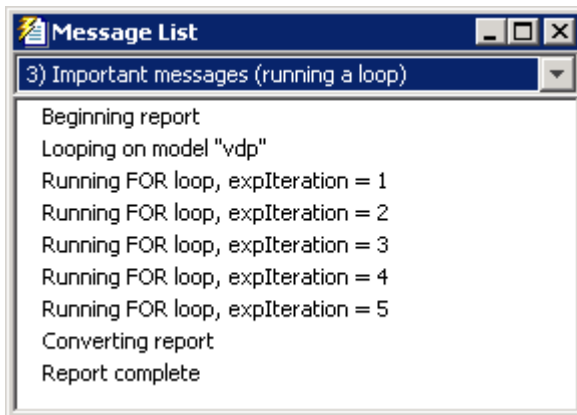 Message List
3) Important messages (running a loop)
Beginning report
Looping on model "vdp"
Running FOR loop, expIteration = 1
Running FOR loop, expIteration = 2
Running FOR loop, expIteration = 3
Running FOR loop, expIteration = 4
Running FOR loop, expIteration = 5
Converting report
Report complete